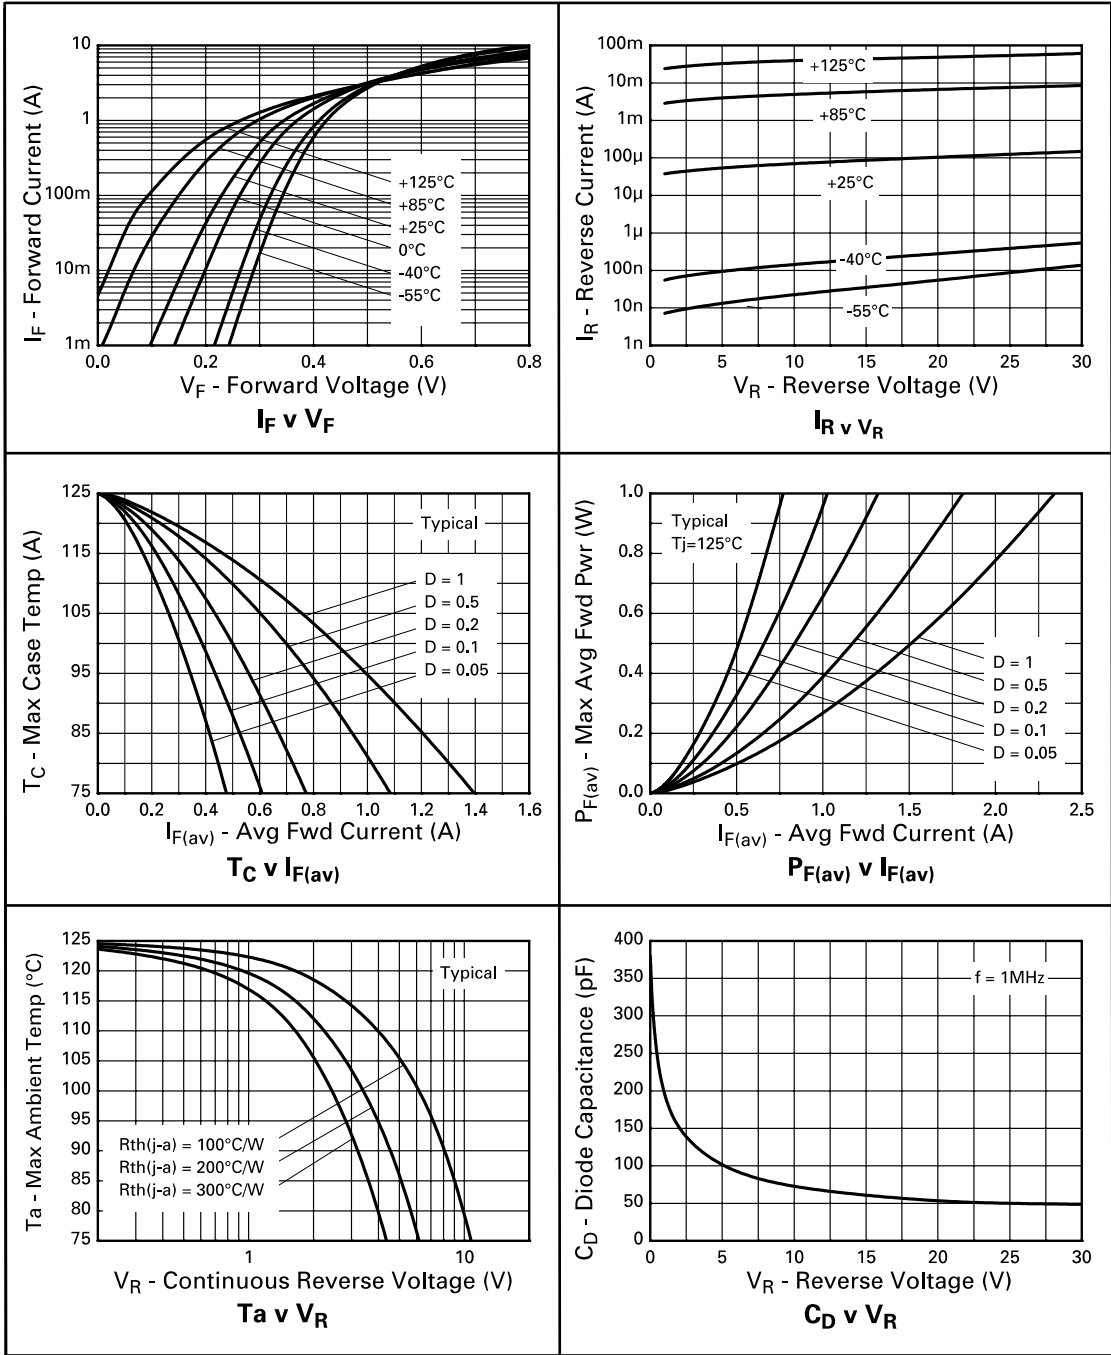 10
1
100m
10m
1m
0.0
0.2
0.4
0.6
0.8
+125°C
+85°C
+25°C
0°C
-40°C
-55°C
IF - Forward Current (A)
VF - Forward Voltage (V)
IF v VF
100m
10m
1m
100µ
10µ
1µ
100n
10n
1n
0
5
10
15
20
25
30
+125°C
+85°C
+25°C
-40°C
-55°C
IR - Reverse Current (A)
VR - Reverse Voltage (V)
IR v VR
125
115
105
95
85
75
0.0
0.2
0.4
0.6
0.8
1.0
1.2
1.4
1.6
Typical
D = 1
D = 0.5
D = 0.2
D = 0.1
D = 0.05
TC - Max Case Temp (A)
IF(av) - Avg Fwd Current (A)
TC v IF(av)
1.0
0.8
0.6
0.4
0.2
0.0
0
0.5
1.0
1.5
2.0
2.5
Typical
Tj=125°C
D = 1
D = 0.5
D = 0.2
D = 0.1
D = 0.05
PF(av) - Max Avg Fwd Pwr (W)
IF(av) - Avg Fwd Current (A)
PF(av) v IF(av)
125
120
115
110
105
100
95
90
85
80
75
1
10
Typical
Rth(j-a) = 100°C/W
Rth(j-a) = 200°C/W
Rth(j-a) = 300°C/W
Ta - Max Ambient Temp (°C)
VR - Continuous Reverse Voltage (V)
Ta v VR
400
350
300
250
200
150
100
50
0
0
5
10
15
20
25
30
f = 1MHz
CD - Diode Capacitance (pF)
VR - Reverse Voltage (V)
CD v VR